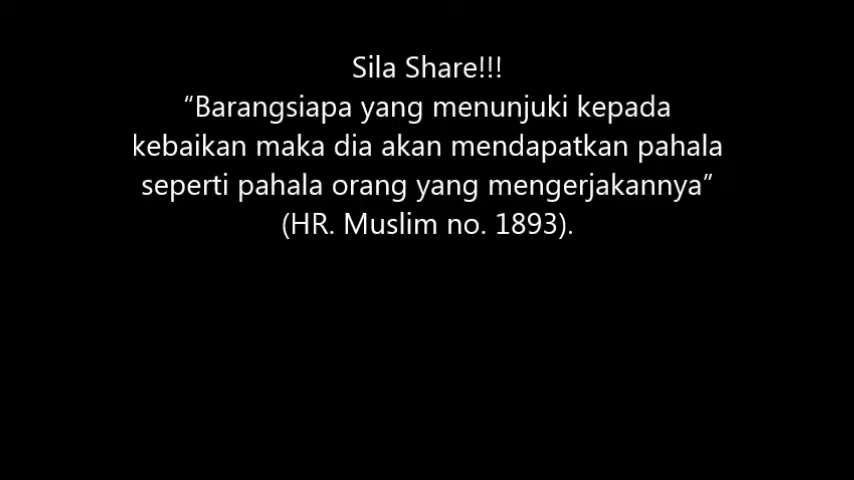 Sila Share!!!
“Barangsiapa yang menunjuki kepada
kebaikan maka dia akan mendapatkan pahala
seperti pahala orang yang mengerjakannya”
(HR. Muslim no. 1893).